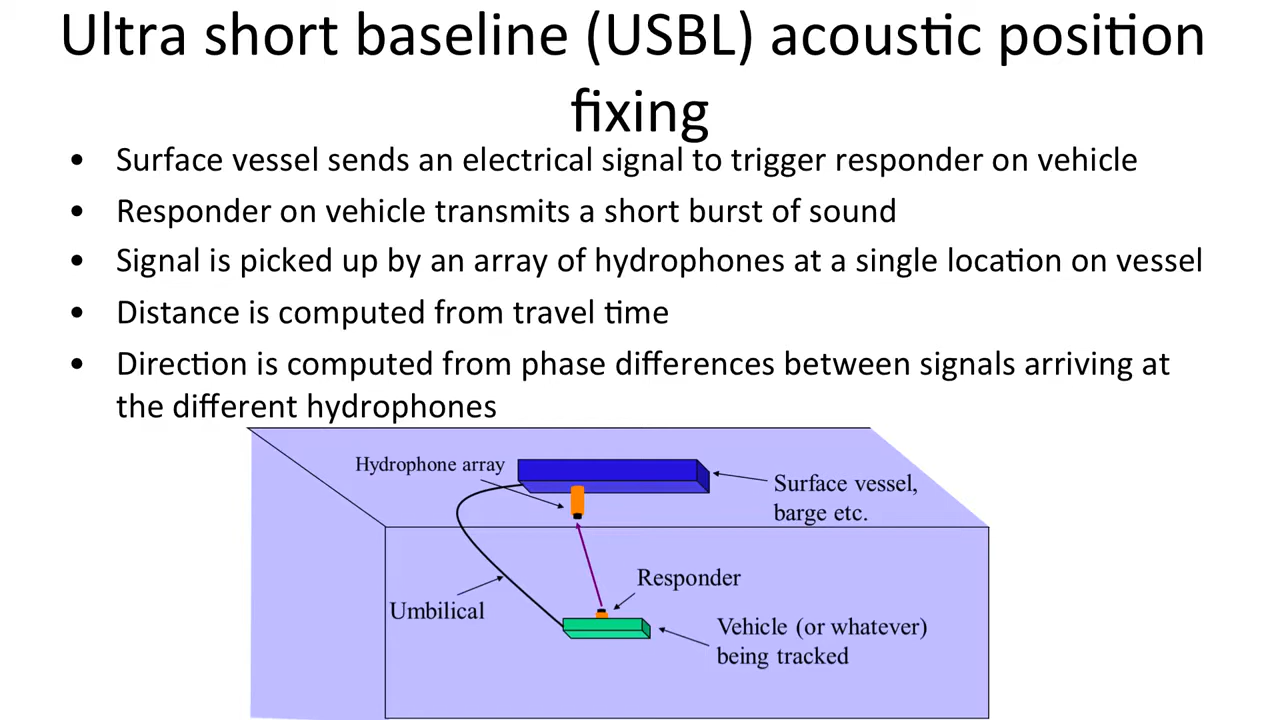 Ultra short baseline (USBL) acoustic position
fixing
• Surface vessel sends an electrical signal to trigger responder on vehicle
• Responder on vehicle transmits a short burst of sound
• Signal is picked up by an array of hydrophones at a single location on vessel
• Distance is computed from travel time
• Direction is computed from phase differences between signals arriving at
the different hydrophones
Hydrophone array
Surface vessel,
barge etc.
Responder
Umbilical
Vehicle (or whatever)
being tracked